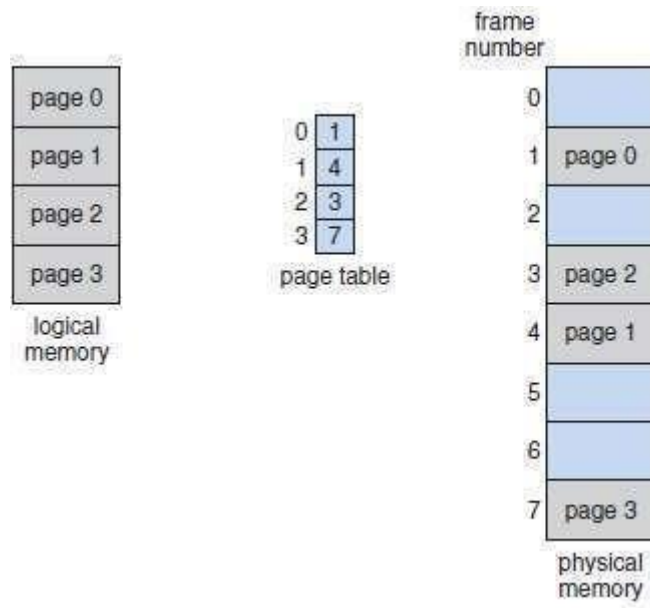 page 0
page 1
page 2
page 3
logical
memory
0 1
1 4
2 3
3 7
page table
frame
number
0
1 page 0
2
3 page 2
4 page 1
5
6
7 page 3
physical
memory